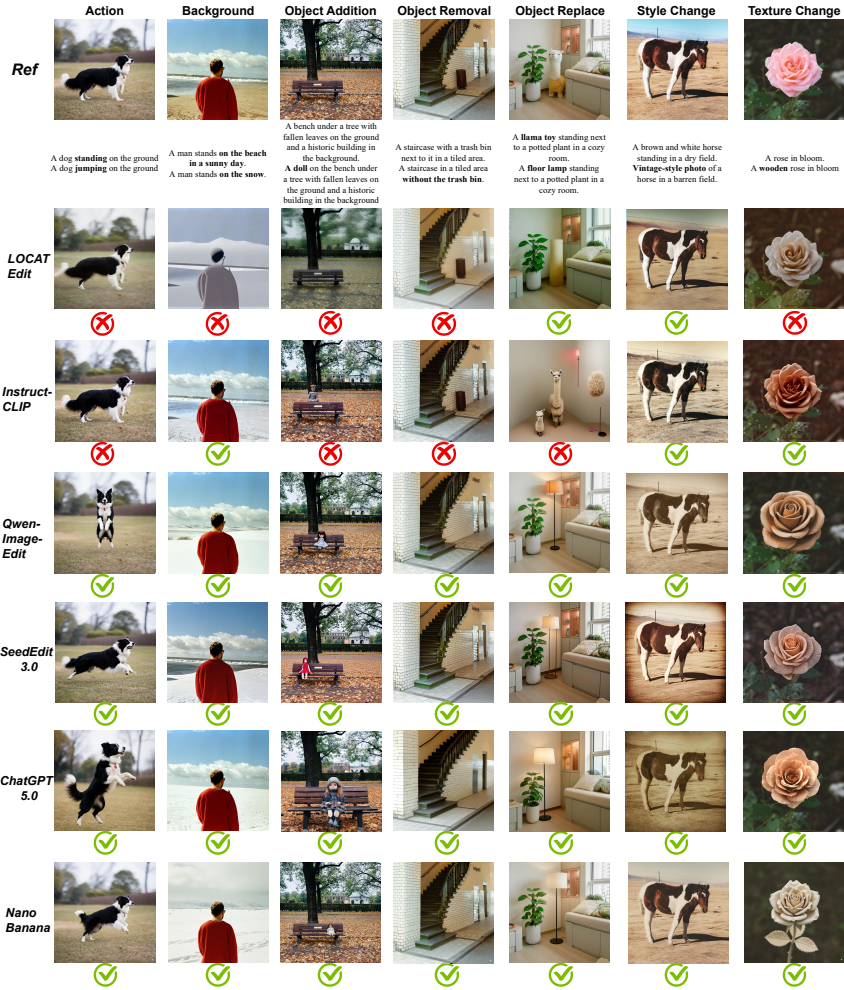 Action
Background
Object Addition
Object Removal
Object Replace
Style Change
Texture Change
Ref
A dog standing on the ground
A dog jumping on the ground
A man stands on the beach
in a sunny day.
A man stands on the snow.
A bench under a tree with
fallen leaves on the ground
and a historic building in
the background.
A doll on the bench under
a tree with fallen leaves on
the ground and a historic
building in the background
A staircase with a trash bin
next to it in a tiled area.
A staircase in a tiled area
without the trash bin.
A llama toy standing next
to a potted plant in a cozy
room.
A floor lamp standing
next to a potted plant in a
cozy room.
A brown and white horse
standing in a dry field.
Vintage-style photo of a
horse in a barren field.
A rose in bloom.
A wooden rose in bloom
LOCAT
Edit
Instruct-
CLIP
Qwen-
Image-
Edit
SeedEdit
3.0
ChatGPT
5.0
Nano
Banana